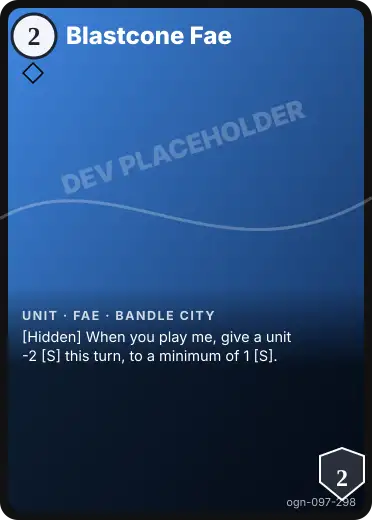 2
Blastcone Fae
DEV PLACEHOLDER
UNIT · FAE · BANDLE CITY
[Hidden] When you play me, give a unit
-2 [S] this turn, to a minimum of 1 [S].
2
ogn-097-298